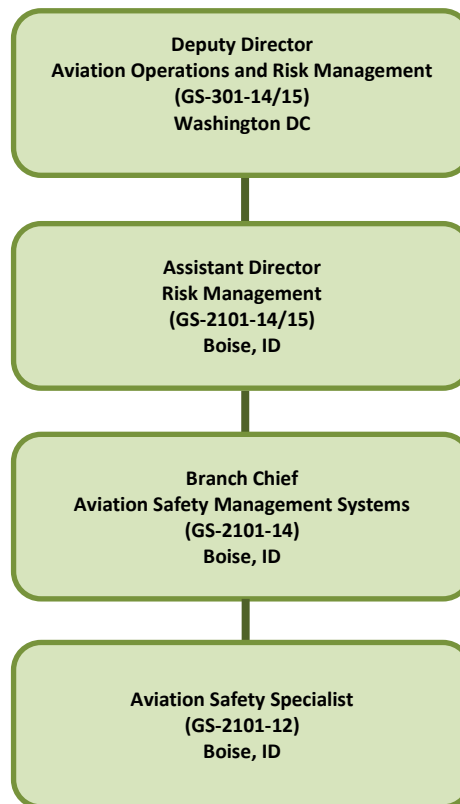 Deputy Director
Aviation Operations and Risk Management
(GS-301-14/15)
Washington DC
Assistant Director
Risk Management
(GS-2101-14/15)
Boise, ID
Branch Chief
Aviation Safety Management Systems
(GS-2101-14)
Boise, ID
Aviation Safety Specialist
(GS-2101-12)
Boise, ID